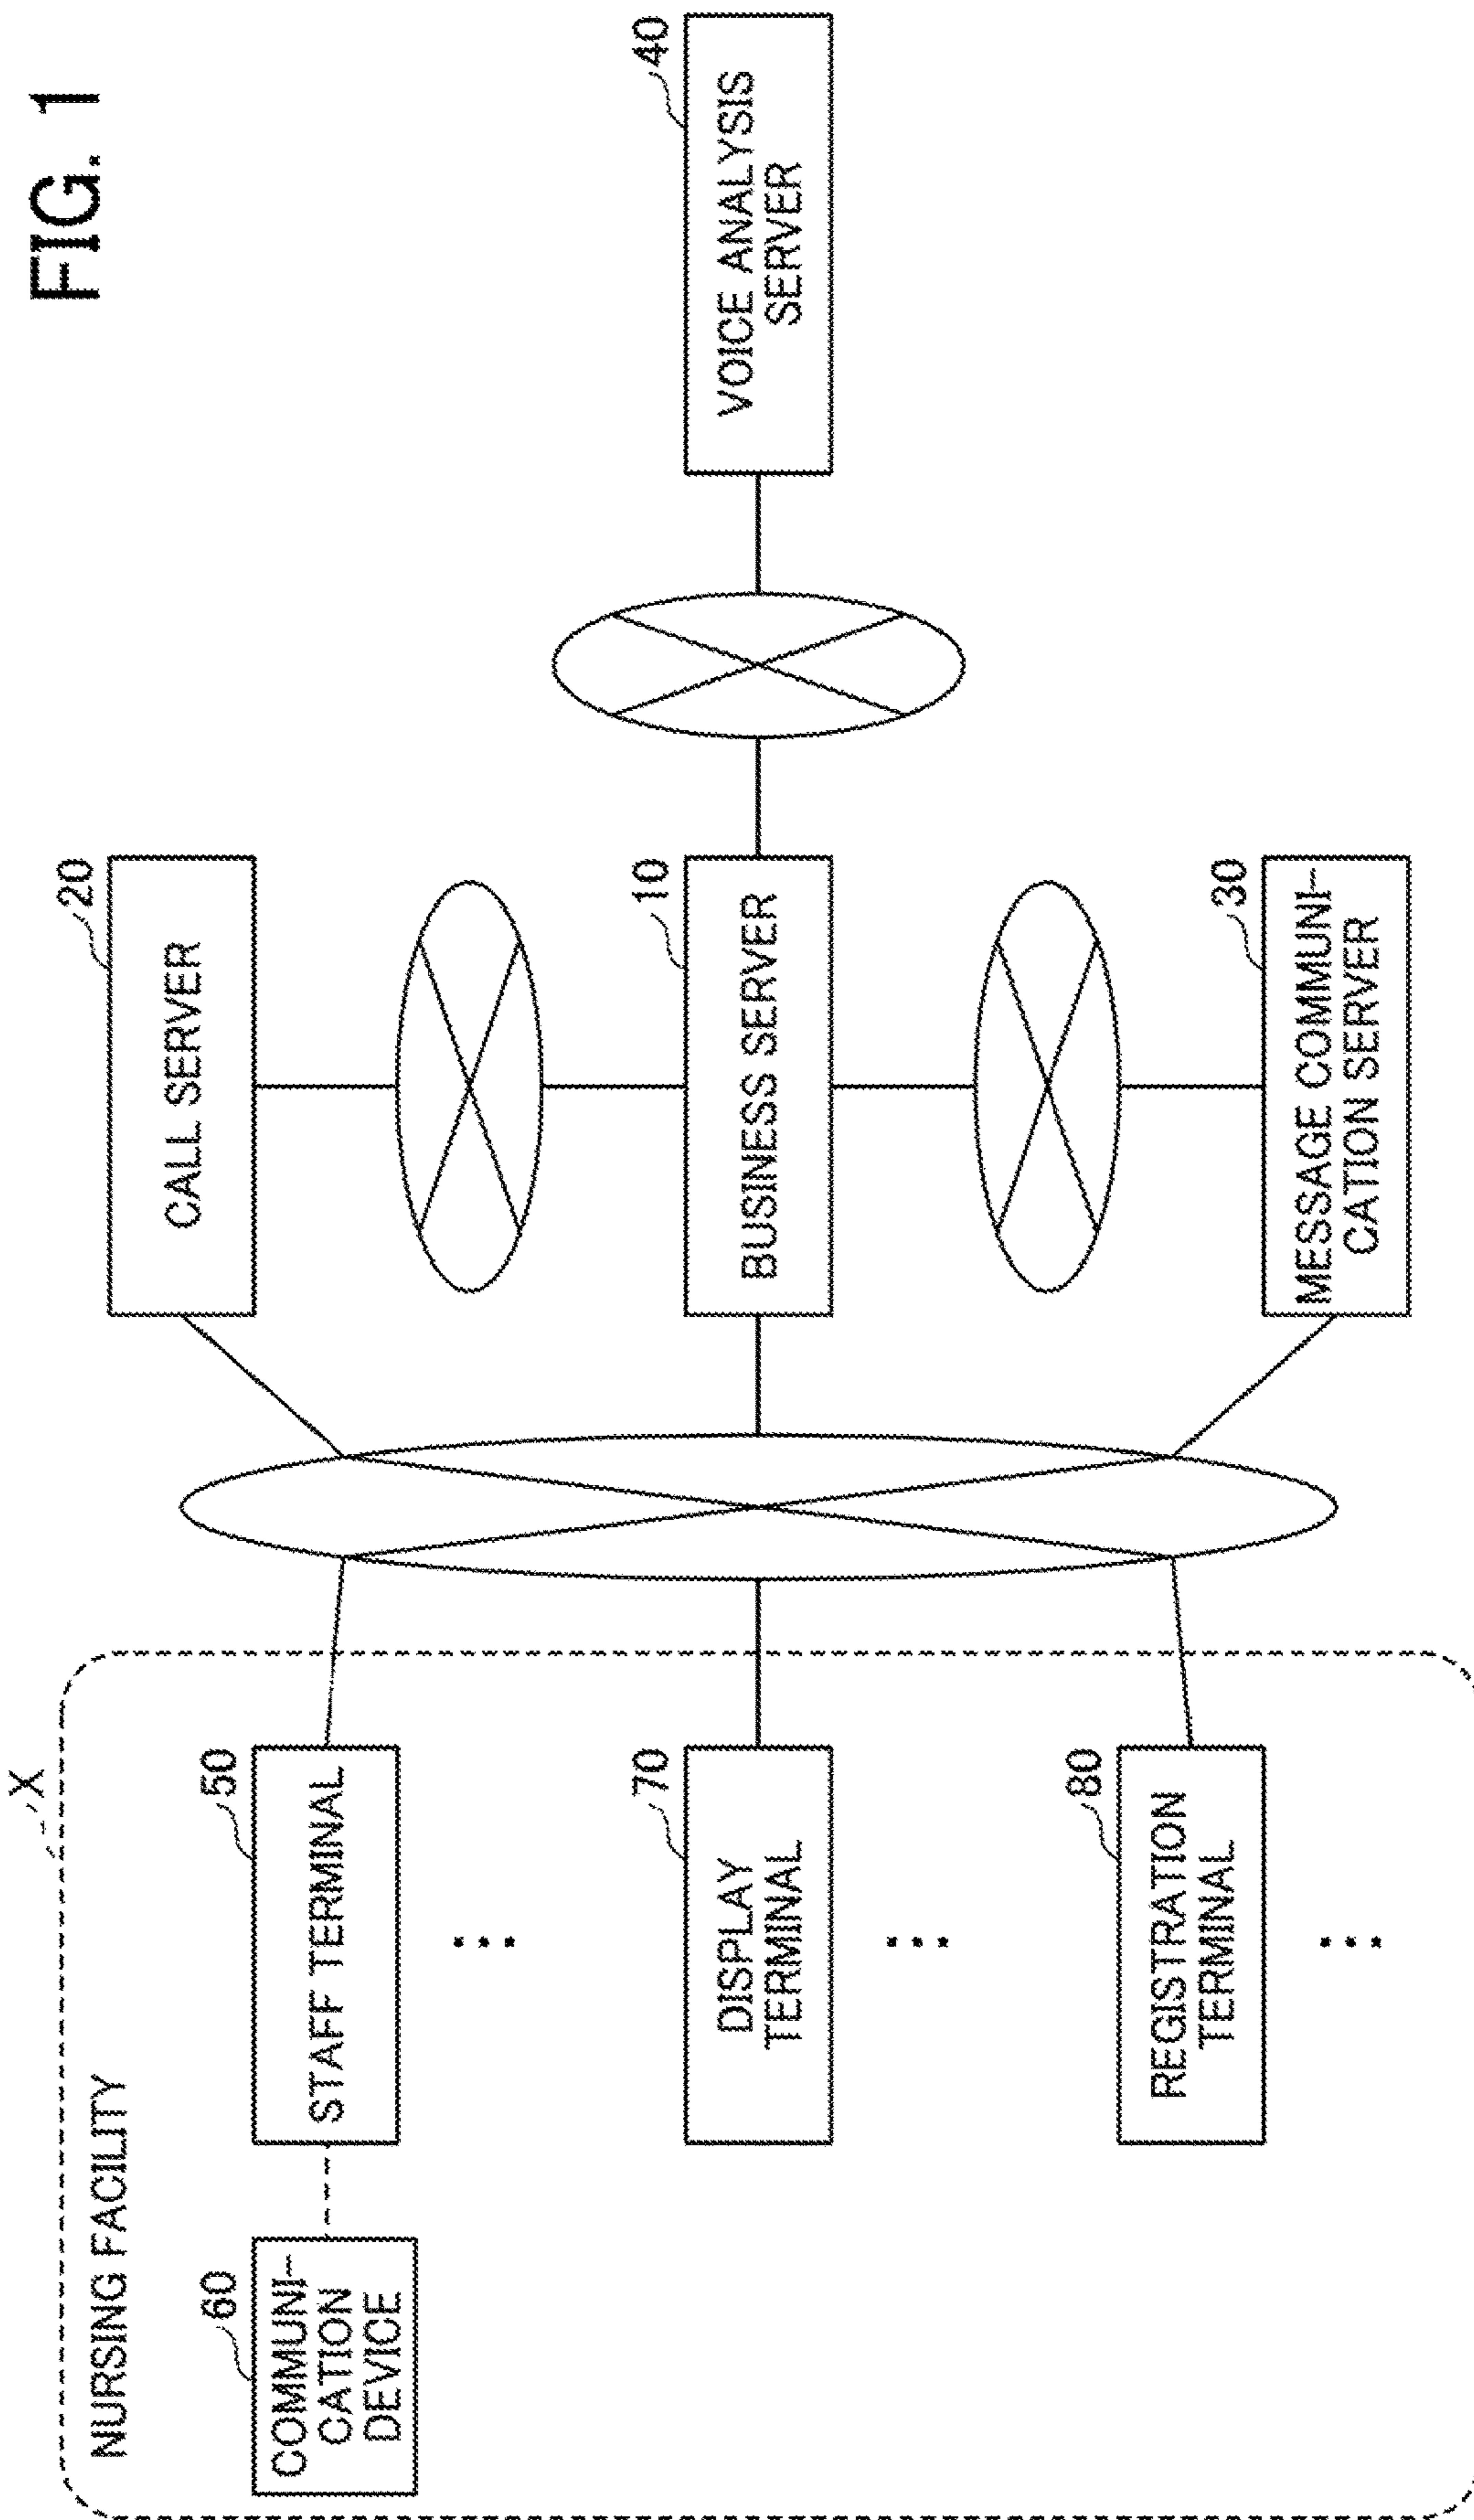 FIG. 1
X
NURSING FACILITY
60
COMMUNI-
CATION
DEVICE
50
STAFF TERMINAL
...
70
DISPLAY
TERMINAL
...
80
REGISTRATION
TERMINAL
...
20
CALL SERVER
10
BUSINESS SERVER
30
MESSAGE COMMUNI-
CATION SERVER
40
VOICE ANALYSIS
SERVER